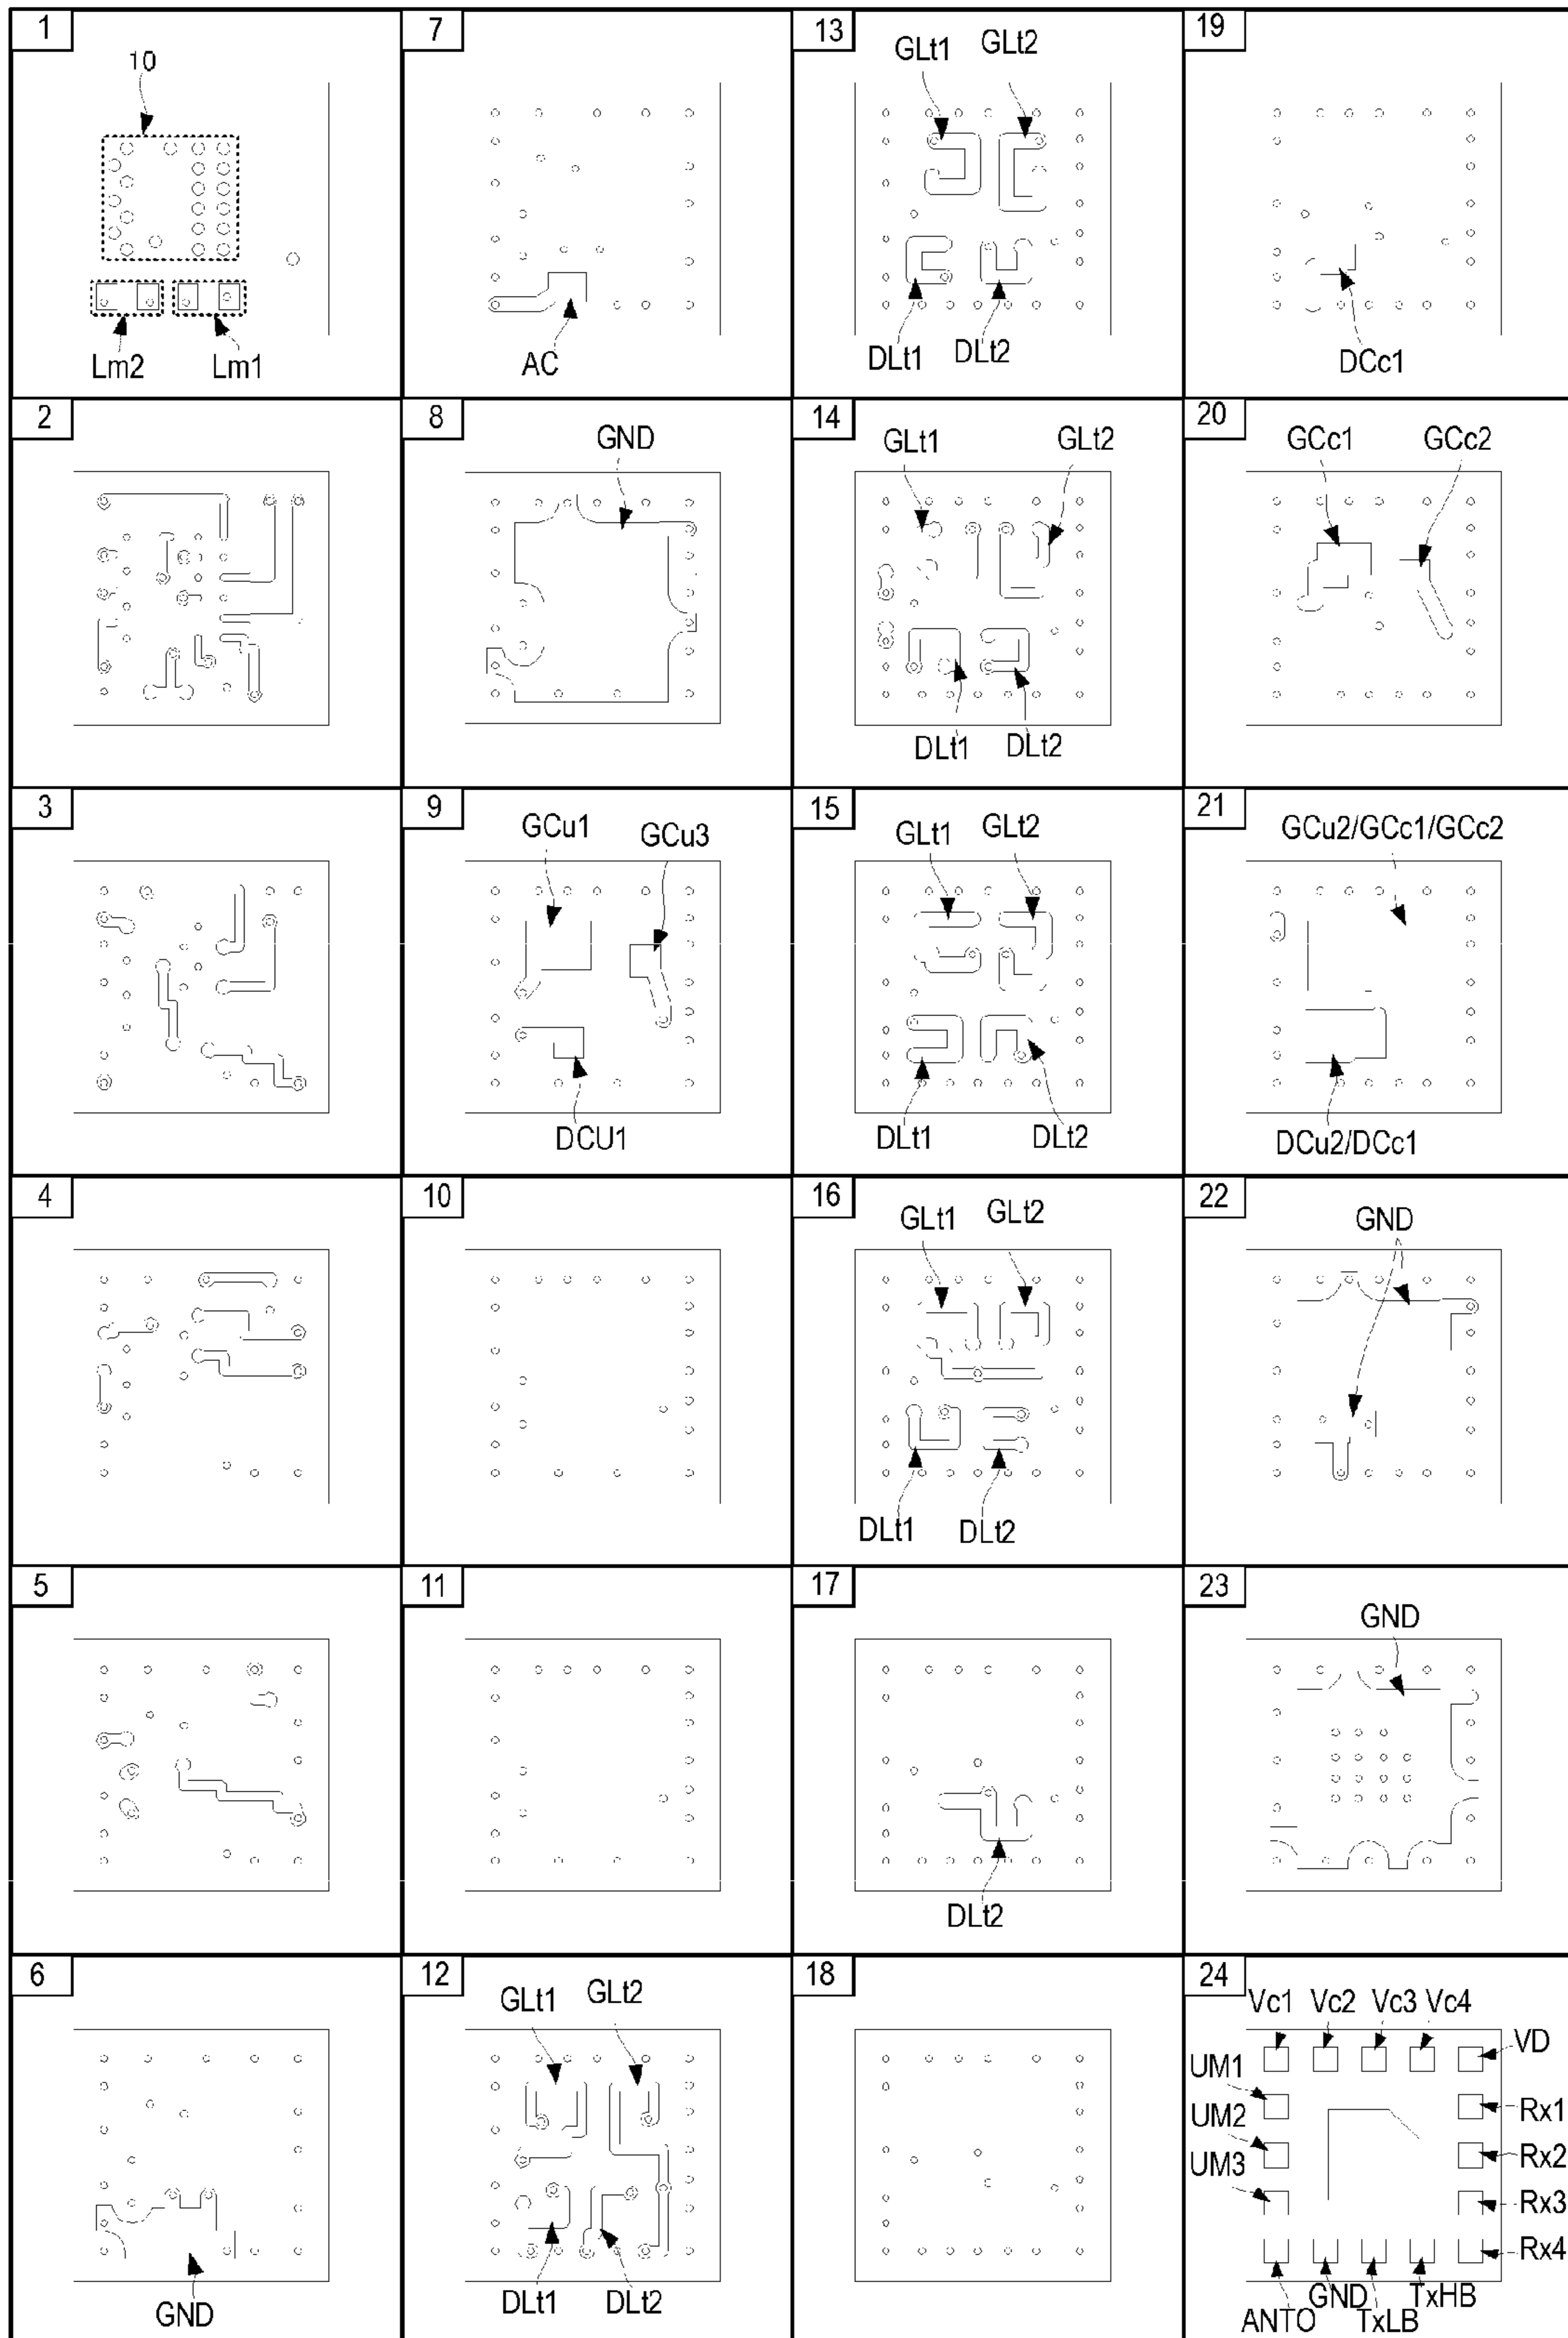 1
10
Lm2 Lm1
2
3
4
5
6
GND
7
AC
8
GND
9
GCu1 GCu3
DCU1
10
11
12
GLt1 GLt2
DLt1 DLt2
13
GLt1 GLt2
DLt1 DLt2
14
GLt1 GLt2
DLt1 DLt2
15
GLt1 GLt2
DLt1 DLt2
16
GLt1 GLt2
DLt1 DLt2
17
DLt2
18
19
DCc1
20
GCc1 GCc2
21
GCu2/GCc1/GCc2
DCu2/DCc1
22
GND
23
GND
24
Vc1 Vc2 Vc3 Vc4
VD
UM1
Rx1
UM2
Rx2
UM3
Rx3
Rx4
GND TxHB
ANTO TxLB